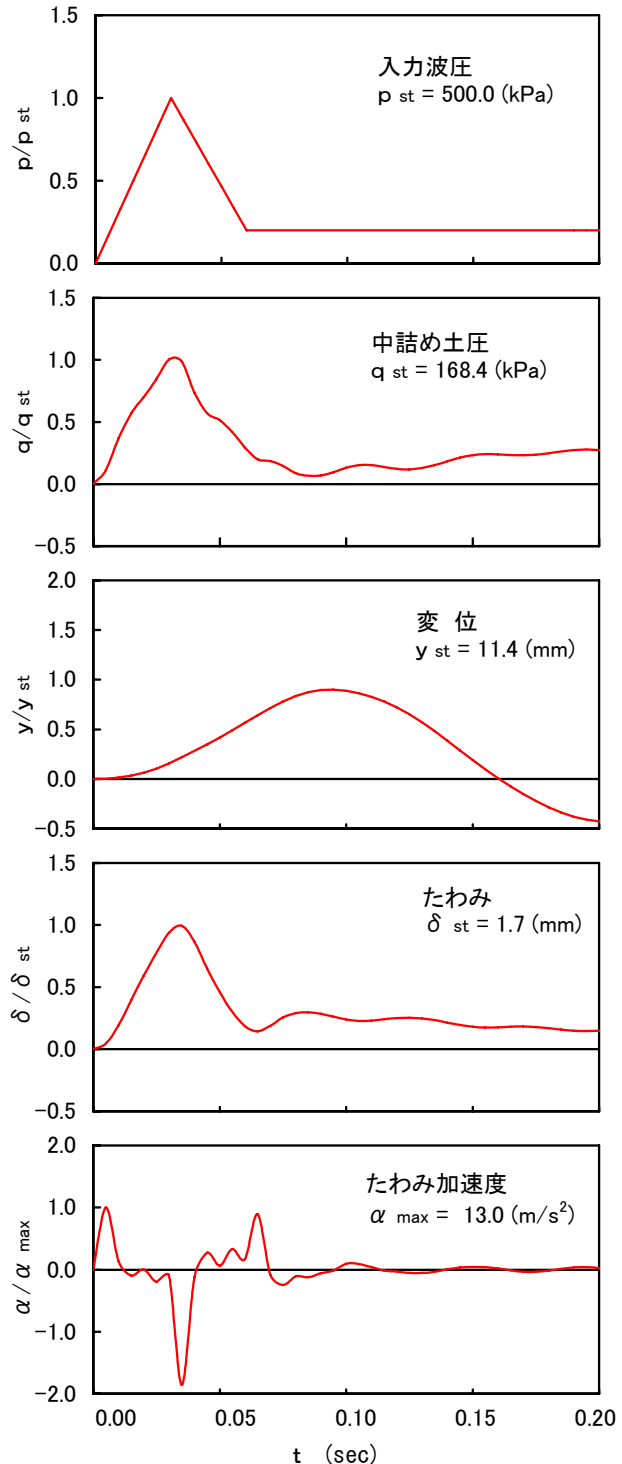 入力波圧
p st = 500.0 (kPa)
p/p st
1.0
0.5
0.0
中詰め土圧
q st = 168.4 (kPa)
q/q st
1.5
1.0
0.5
0.0
−0.5
変 位
y st = 11.4 (mm)
y/y st
2.0
1.5
1.0
0.5
0.0
−0.5
たわみ
δ st = 1.7 (mm)
δ/δ st
1.5
1.0
0.5
0.0
−0.5
たわみ加速度
α max = 13.0 (m/s²)
α/α max
2.0
1.0
0.0
−1.0
−2.0
0.00 0.05 0.10 0.15 0.20
t (sec)